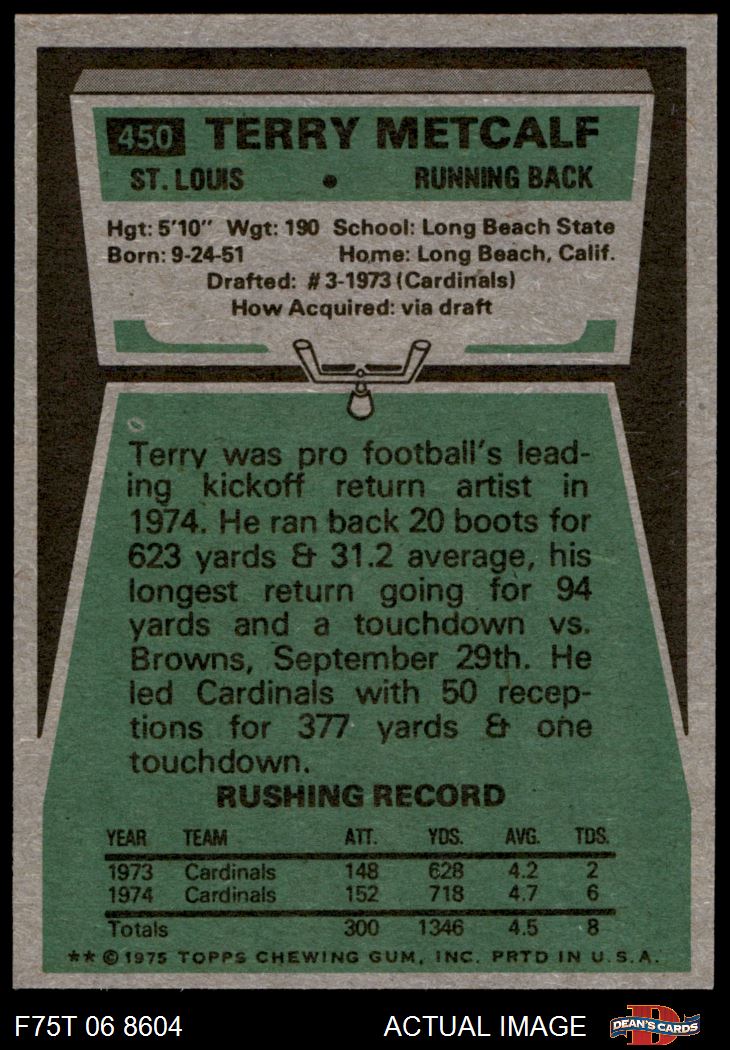 450 TERRY METCALF
ST. LOUIS • RUNNING BACK
Hgt: 5'10" Wgt: 190 School: Long Beach State
Born: 9-24-51 Home: Long Beach, Calif.
Drafted: #3-1973 (Cardinals)
How Acquired: via draft
Terry was pro football's lead-
ing kickoff return artist in
1974. He ran back 20 boots for
623 yards & 31.2 average, his
longest return going for 94
yards and a touchdown vs.
Browns, September 29th. He
led Cardinals with 50 recep-
tions for 377 yards & one
touchdown.
RUSHING RECORD
YEAR TEAM ATT. YDS. AVG. TDS.
1973 Cardinals 148 628 4.2 2
1974 Cardinals 152 718 4.7 6
Totals 300 1346 4.5 8
** © 1975 TOPPS CHEWING GUM, INC. PRTD IN U.S.A.
F75T 06 8604 ACTUAL IMAGE DEAN'S CARDS